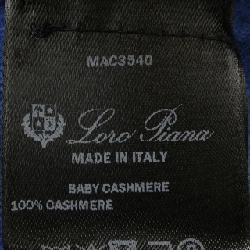 MAC3540
Loro Piana
MADE IN ITALY
BABY CASHMERE
100% CASHMERE